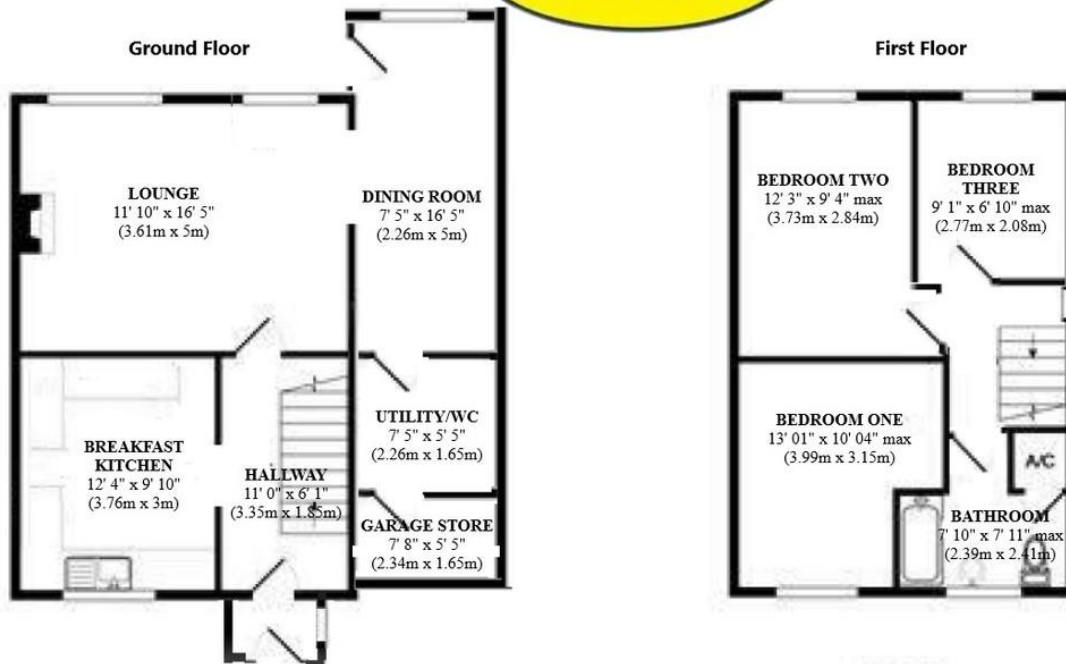 Ground Floor
LOUNGE
11' 10" x 16' 5"
(3.61m x 5m)
DINING ROOM
7' 5" x 16' 5"
(2.26m x 5m)
BREAKFAST
KITCHEN
12' 4" x 9' 10"
(3.76m x 3m)
HALLWAY
11' 0" x 6' 1"
(3.35m x 1.85m)
UTILITY/WC
7' 5" x 5' 5"
(2.26m x 1.65m)
GARAGE STORE
7' 8" x 5' 5"
(2.34m x 1.65m)
First Floor
BEDROOM TWO
12' 3" x 9' 4" max
(3.73m x 2.84m)
BEDROOM
THREE
9' 1" x 6' 10" max
(2.77m x 2.08m)
BEDROOM ONE
13' 01" x 10' 04" max
(3.99m x 3.15m)
A/C
BATHROOM
7' 10" x 7' 11" max
(2.39m x 2.41m)